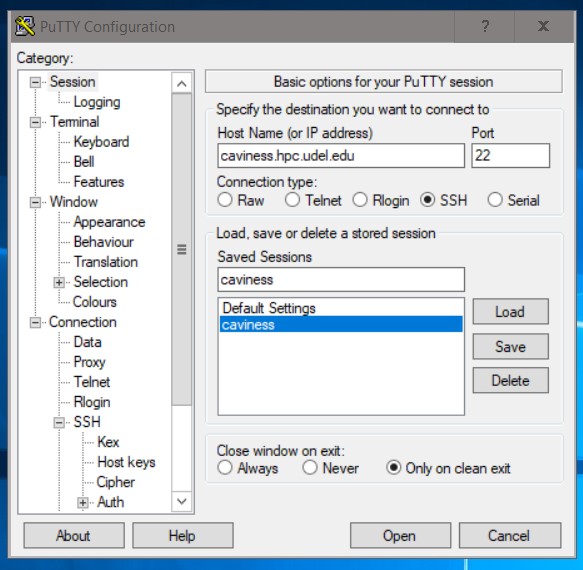 PuTTY Configuration
?
X
Category:
Session
Logging
Terminal
Keyboard
Bell
Features
Window
Appearance
Behaviour
Translation
Selection
Colours
Connection
Data
Proxy
Telnet
Rlogin
SSH
Kex
Host keys
Cipher
Auth
Basic options for your PuTTY session
Specify the destination you want to connect to
Host Name (or IP address) Port
caviness.hpc.udel.edu 22
Connection type:
Raw Telnet Rlogin SSH Serial
Load, save or delete a stored session
Saved Sessions
caviness
Default Settings
caviness
Load
Save
Delete
Close window on exit:
Always Never Only on clean exit
About Help Open Cancel